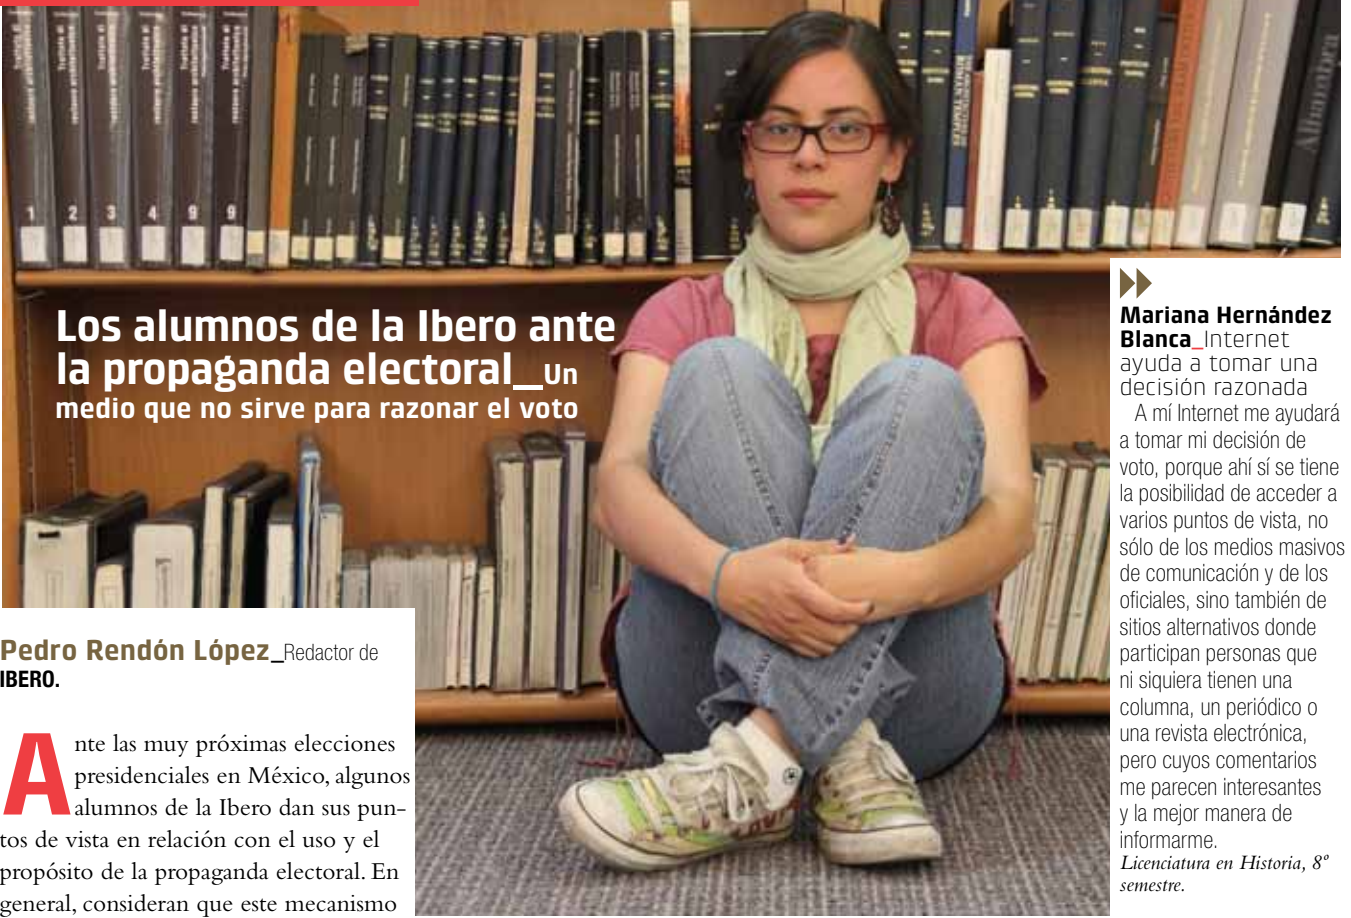 Los alumnos de la Ibero ante
la propaganda electoral_Un
medio que no sirve para razonar el voto
Pedro Rendón López_Redactor de
IBERO.
Ante las muy próximas elecciones
presidenciales en México, algunos
alumnos de la Ibero dan sus pun-
tos de vista en relación con el uso y el
propósito de la propaganda electoral. En
general, consideran que este mecanismo
Mariana Hernández
Blanca_Internet
ayuda a tomar una
decisión razonada
A mí Internet me ayudará
a tomar mi decisión de
voto, porque ahí sí se tiene
la posibilidad de acceder a
varios puntos de vista, no
sólo de los medios masivos
de comunicación y de los
oficiales, sino también de
sitios alternativos donde
participan personas que
ni siquiera tienen una
columna, un periódico o
una revista electrónica,
pero cuyos comentarios
me parecen interesantes
y la mejor manera de
informarme.
Licenciatura en Historia, 8º
semestre.
1
2
3
4
9
9
Alhambra